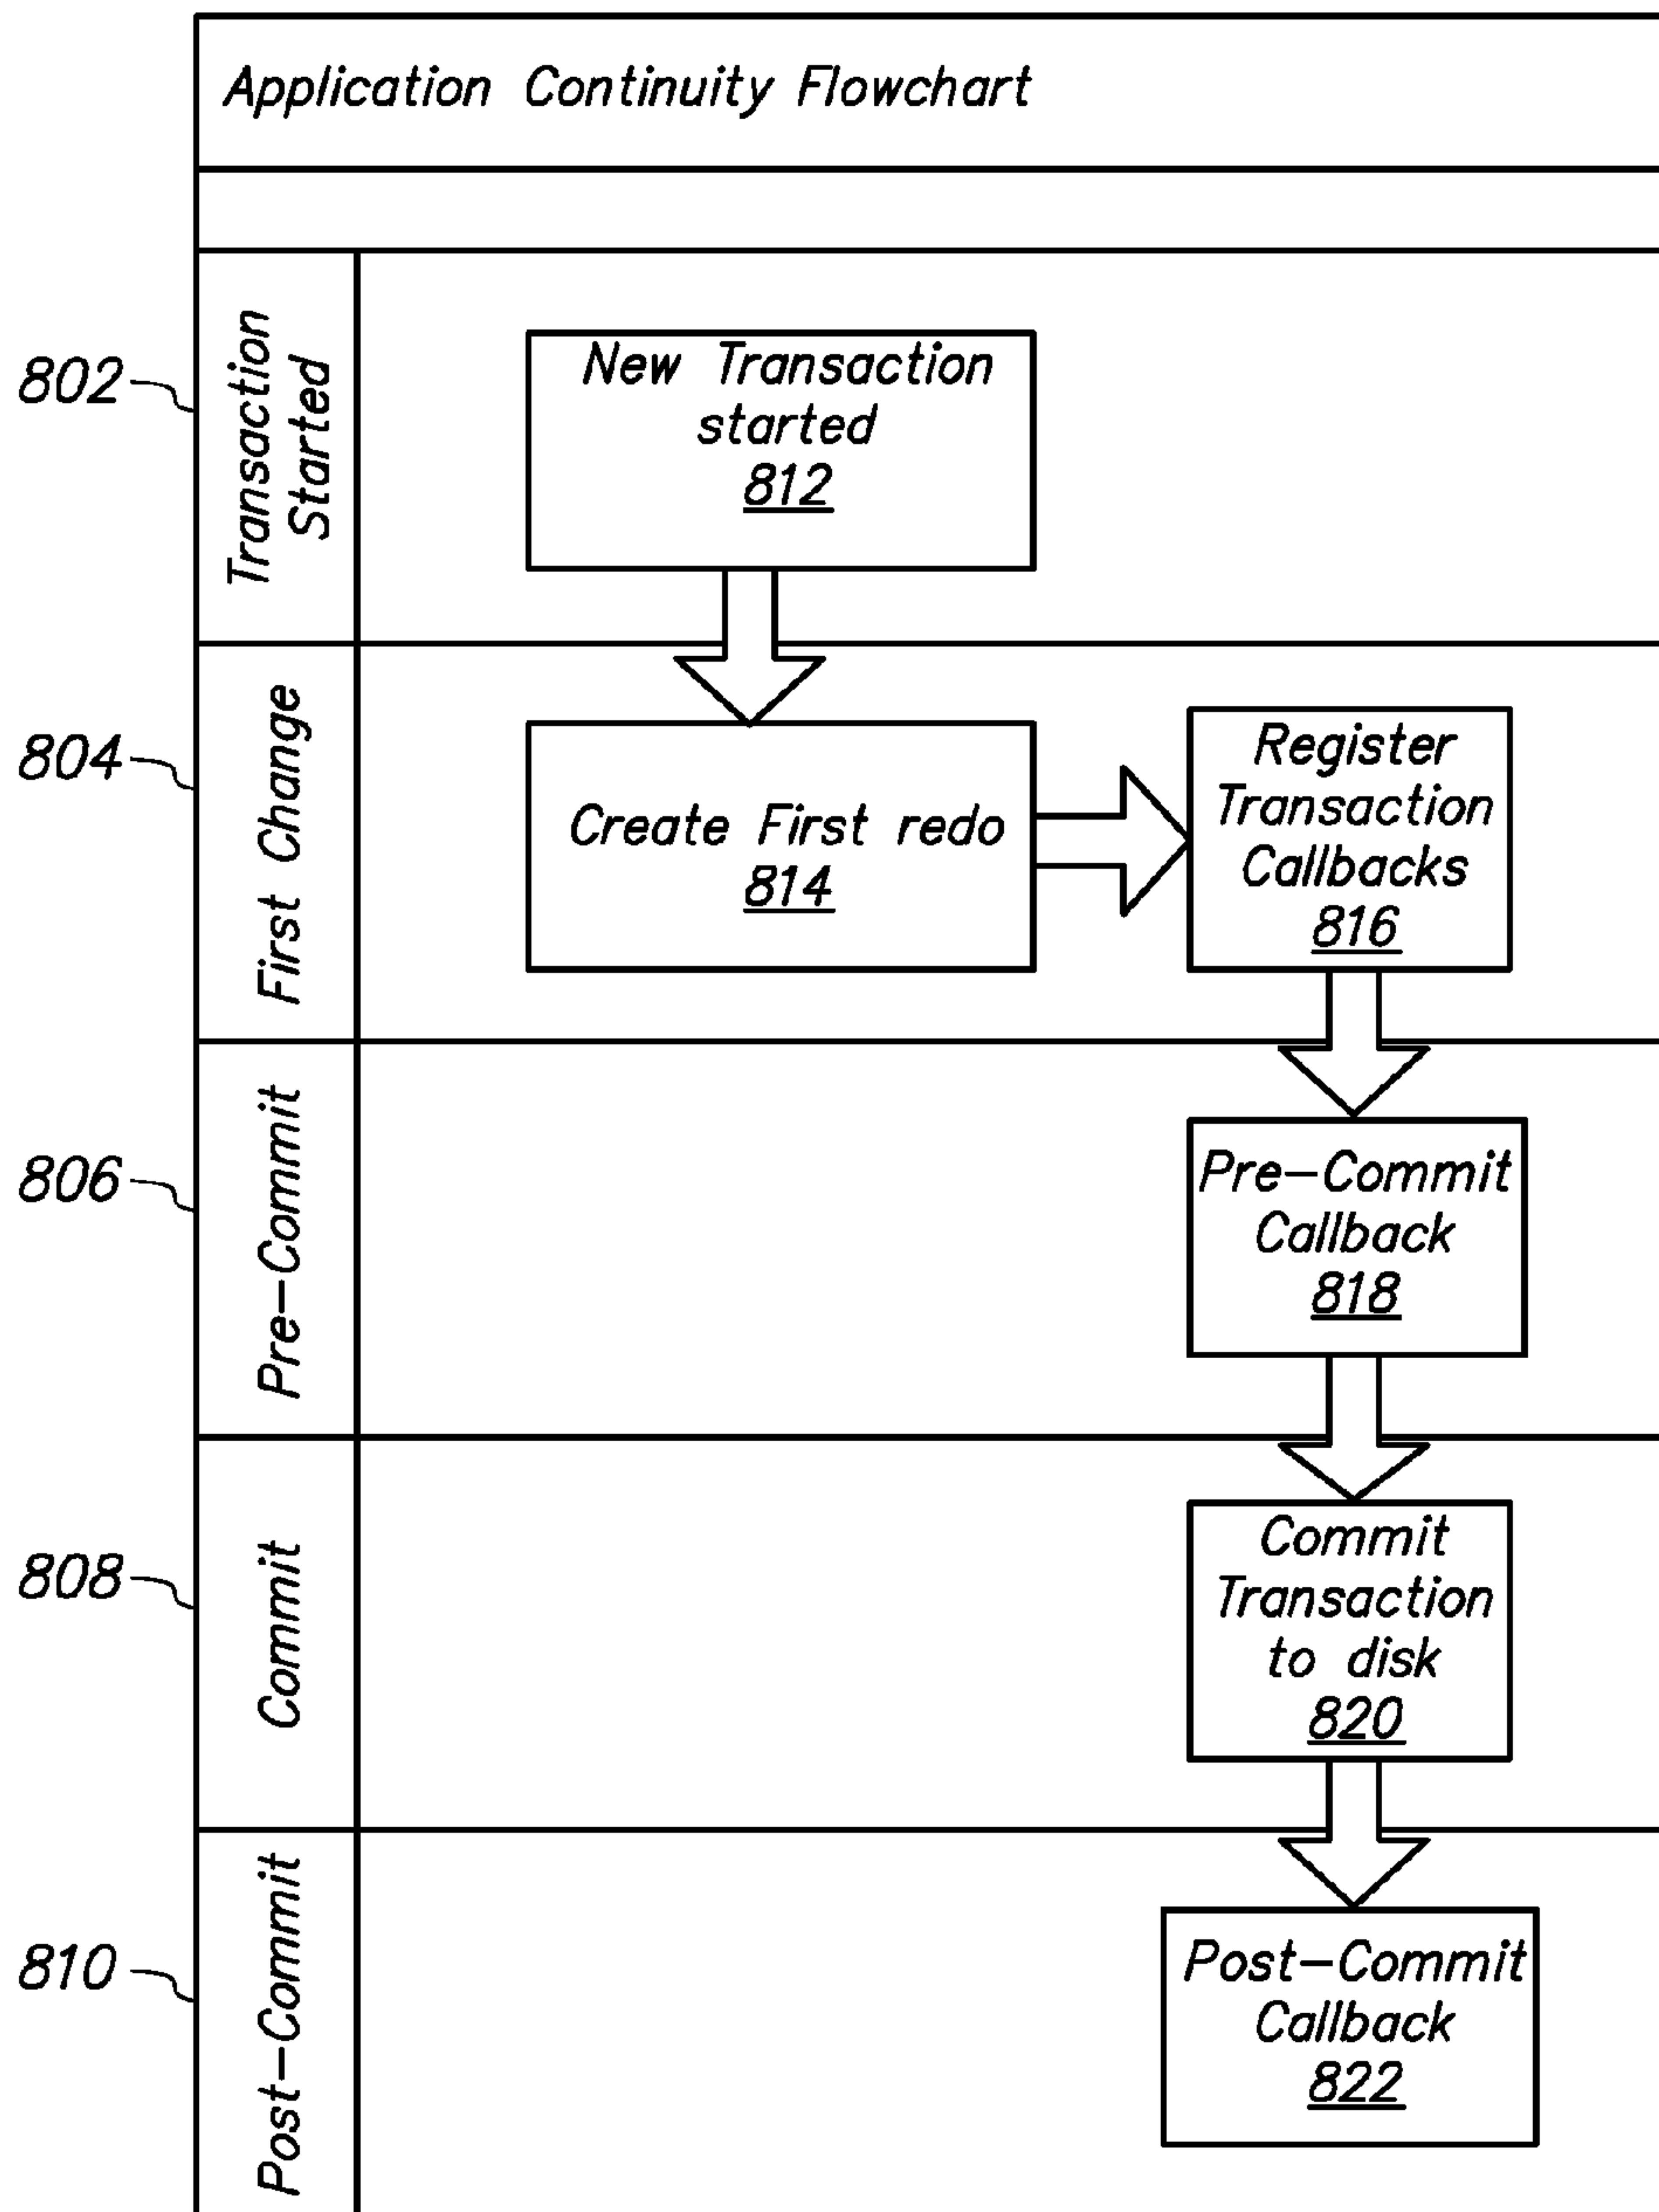 Application Continuity Flowchart
802
Transaction
Started
New Transaction
started
812
804
First Change
Create First redo
814
Register
Transaction
Callbacks
816
806
Pre-Commit
Pre-Commit
Callback
818
808
Commit
Commit
Transaction
to disk
820
810
Post-Commit
Post-Commit
Callback
822